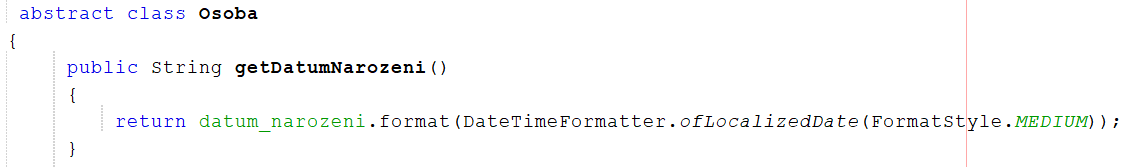 abstract class Osoba
{
public String getDatumNarozeni()
{
return datum_narozeni.format(DateTimeFormatter.ofLocalizedDate(FormatStyle.MEDIUM));
}